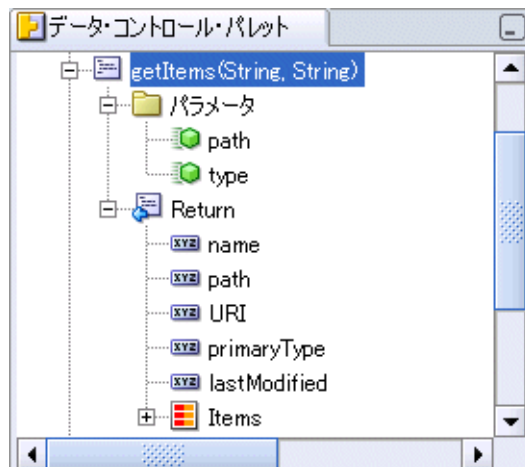 データ・コントロール・パレット
getItems(String, String)
パラメータ
path
type
Return
name
path
URI
primaryType
lastModified
Items